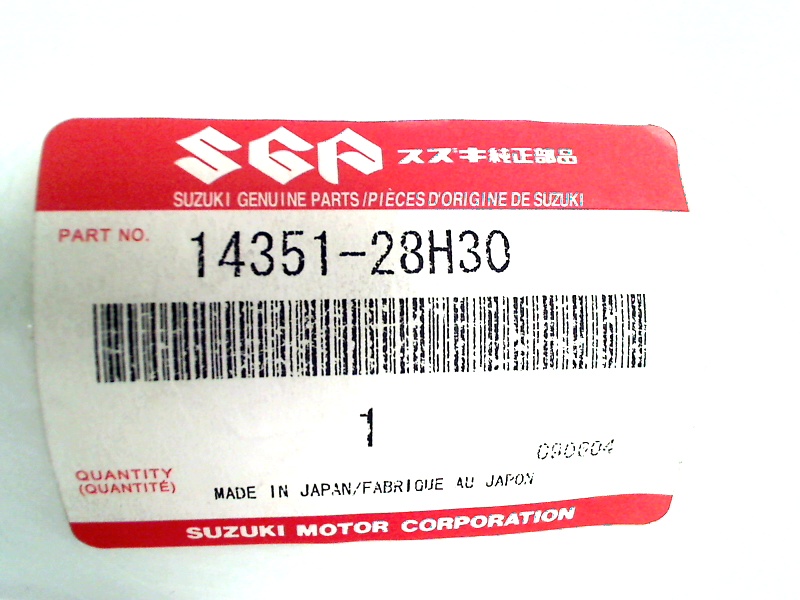 SGP スズキ純正部品
SUZUKI GENUINE PARTS/PIÈCES D'ORIGINE DE SUZUKI
PART NO. 14351-28H30
1
090604
QUANTITY
(QUANTITÉ)
MADE IN JAPAN/FABRIQUE AU JAPON
SUZUKI MOTOR CORPORATION